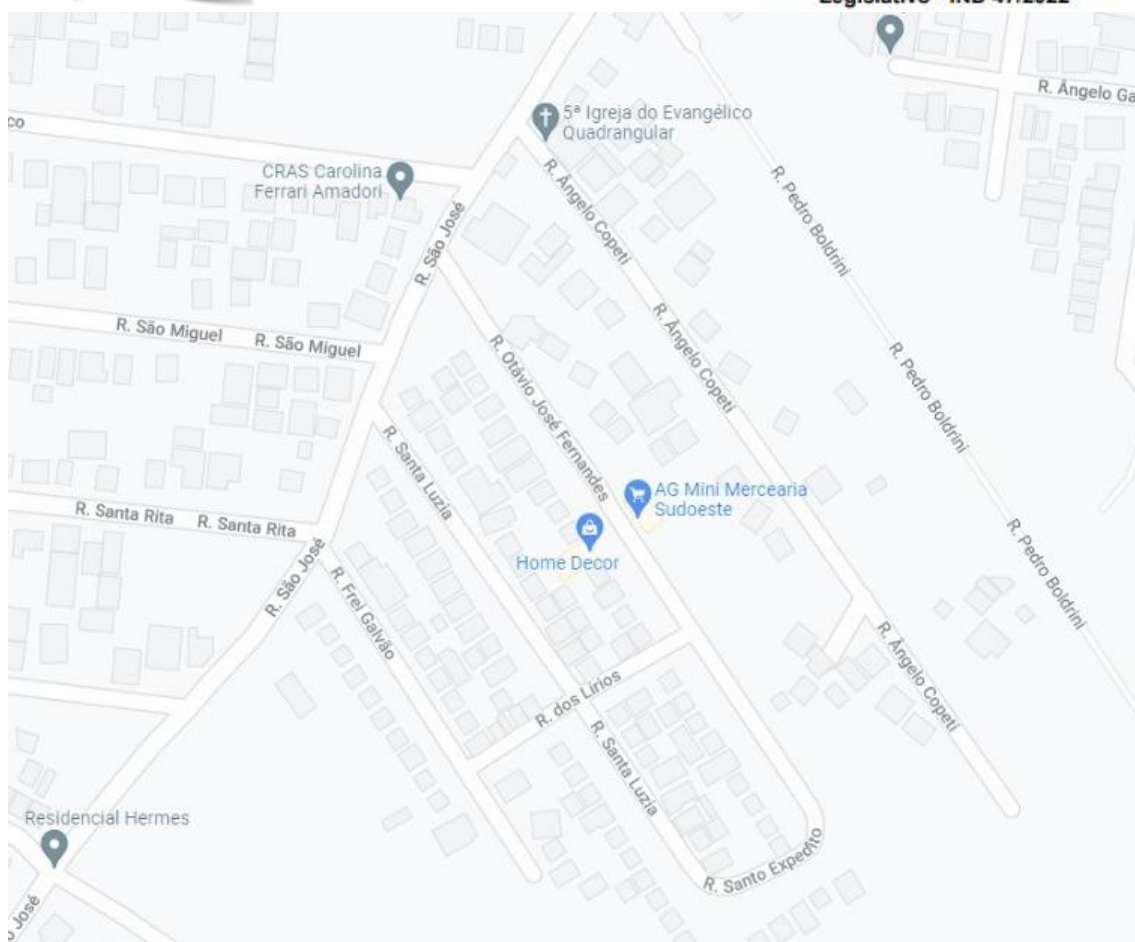 Legislativo - IND 47/2022
R. Ângelo Ga
5ª Igreja do Evangélico
Quadrangular
co
CRAS Carolina
Ferrari Amadori
R. Ângelo Copeti
R. Pedro Boldrini
R. São José
R. São Miguel
R. São Miguel
R. Otávio José Fernandes
R. Ângelo Copeti
R. Pedro Boldrini
R. Santa Luzia
AG Mini Mercearia
Sudoeste
R. Santa Rita
R. Santa Rita
Home Decor
R. São José
R. Frei Galvão
R. Pedro Boldrini
R. Ângelo Copeti
R. dos Lírios
R. Santa Luzia
Residencial Hermes
R. Santo Expedito
o José